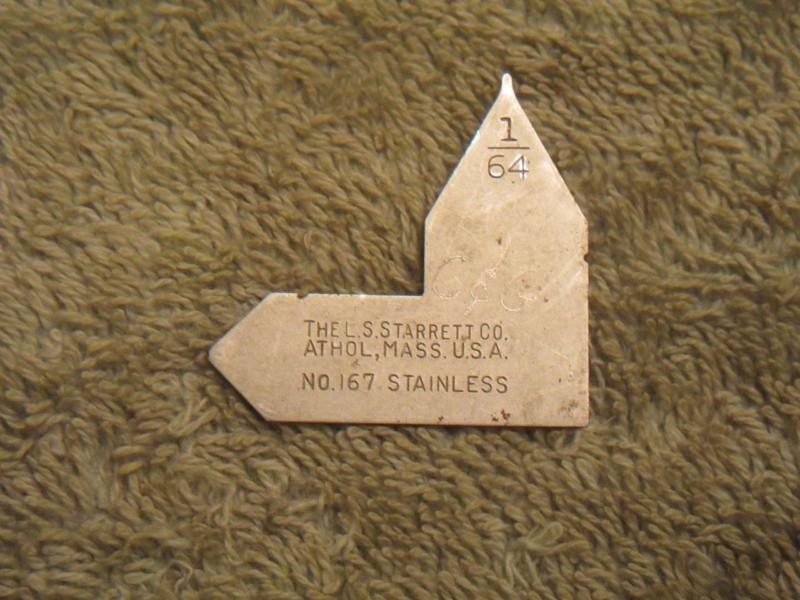 1
64
THE L.S. STARRETT CO.
ATHOL, MASS. U.S.A.
NO.167 STAINLESS